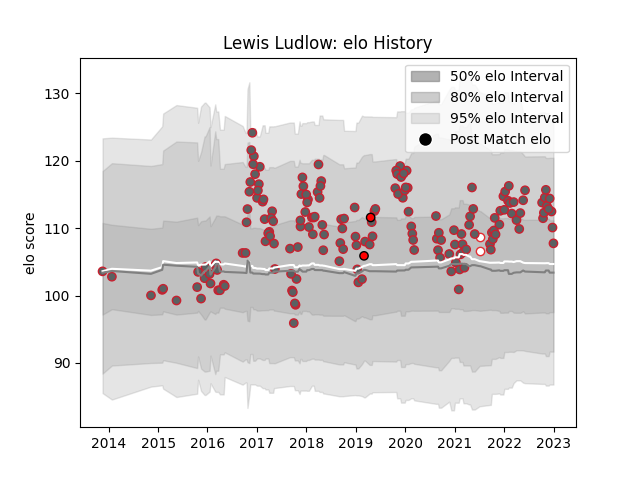 Lewis Ludlow: elo History
50% elo Interval
80% elo Interval
95% elo Interval
Post Match elo
elo score
130
120
110
100
90
2014 2015 2016 2017 2018 2019 2020 2021 2022 2023